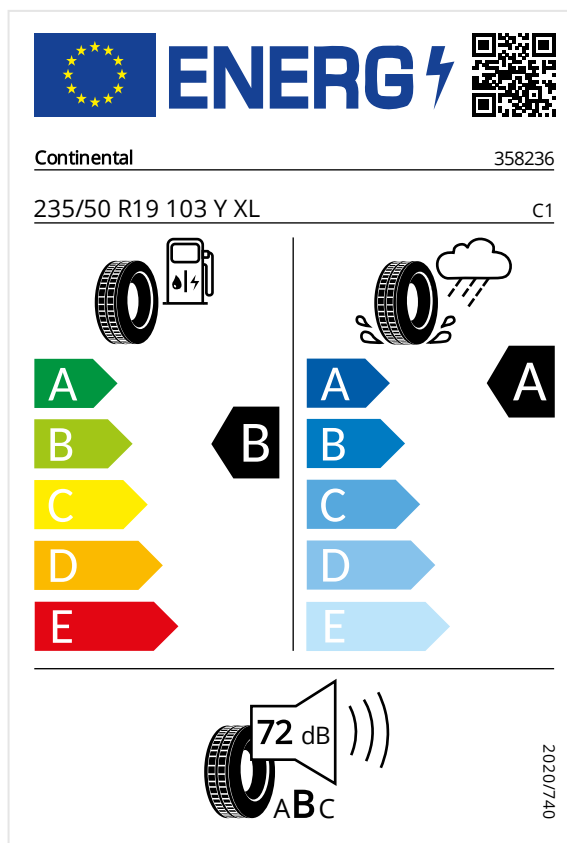 ENERG
Continental
358236
235/50 R19 103 Y XL
C1
A
B
C
D
E
B
A
B
C
D
E
A
72 dB
ABC
2020/740